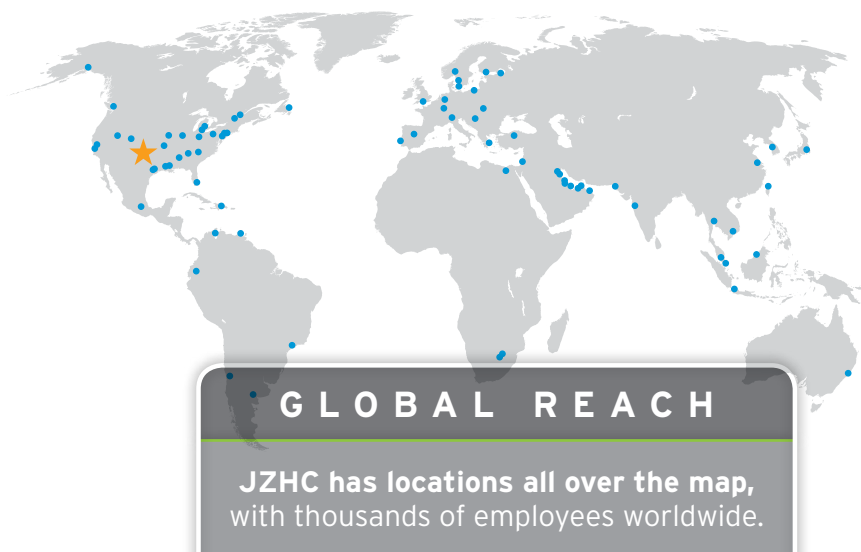 GLOBAL REACH
JZHC has locations all over the map,
with thousands of employees worldwide.